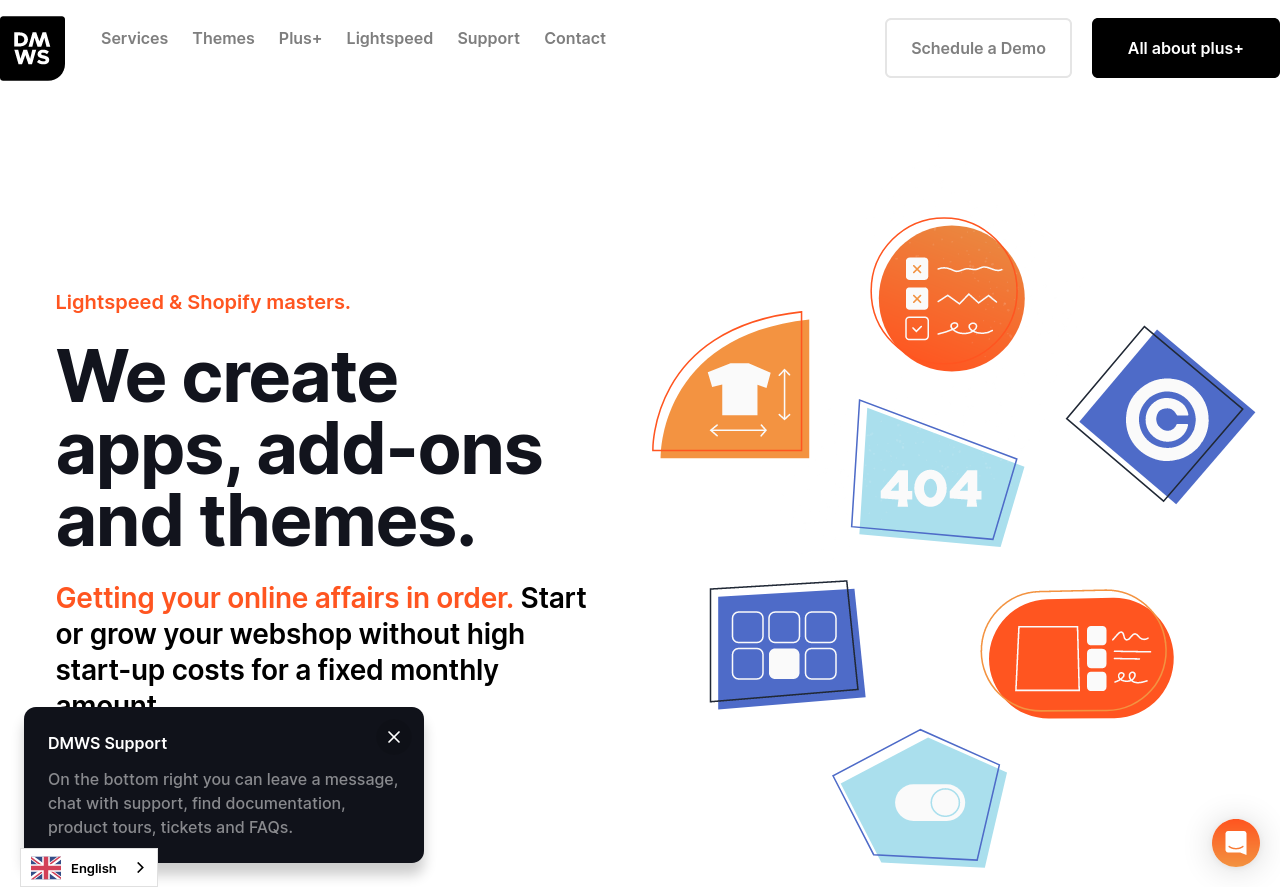 DM
WS
Services
Themes
Plus+
Lightspeed
Support
Contact
Schedule a Demo
All about plus+
Lightspeed & Shopify masters.
We create
apps, add-ons
and themes.
Getting your online affairs in order. Start
or grow your webshop without high
start-up costs for a fixed monthly
amount.
404
©
DMWS Support
On the bottom right you can leave a message,
chat with support, find documentation,
product tours, tickets and FAQs.
English